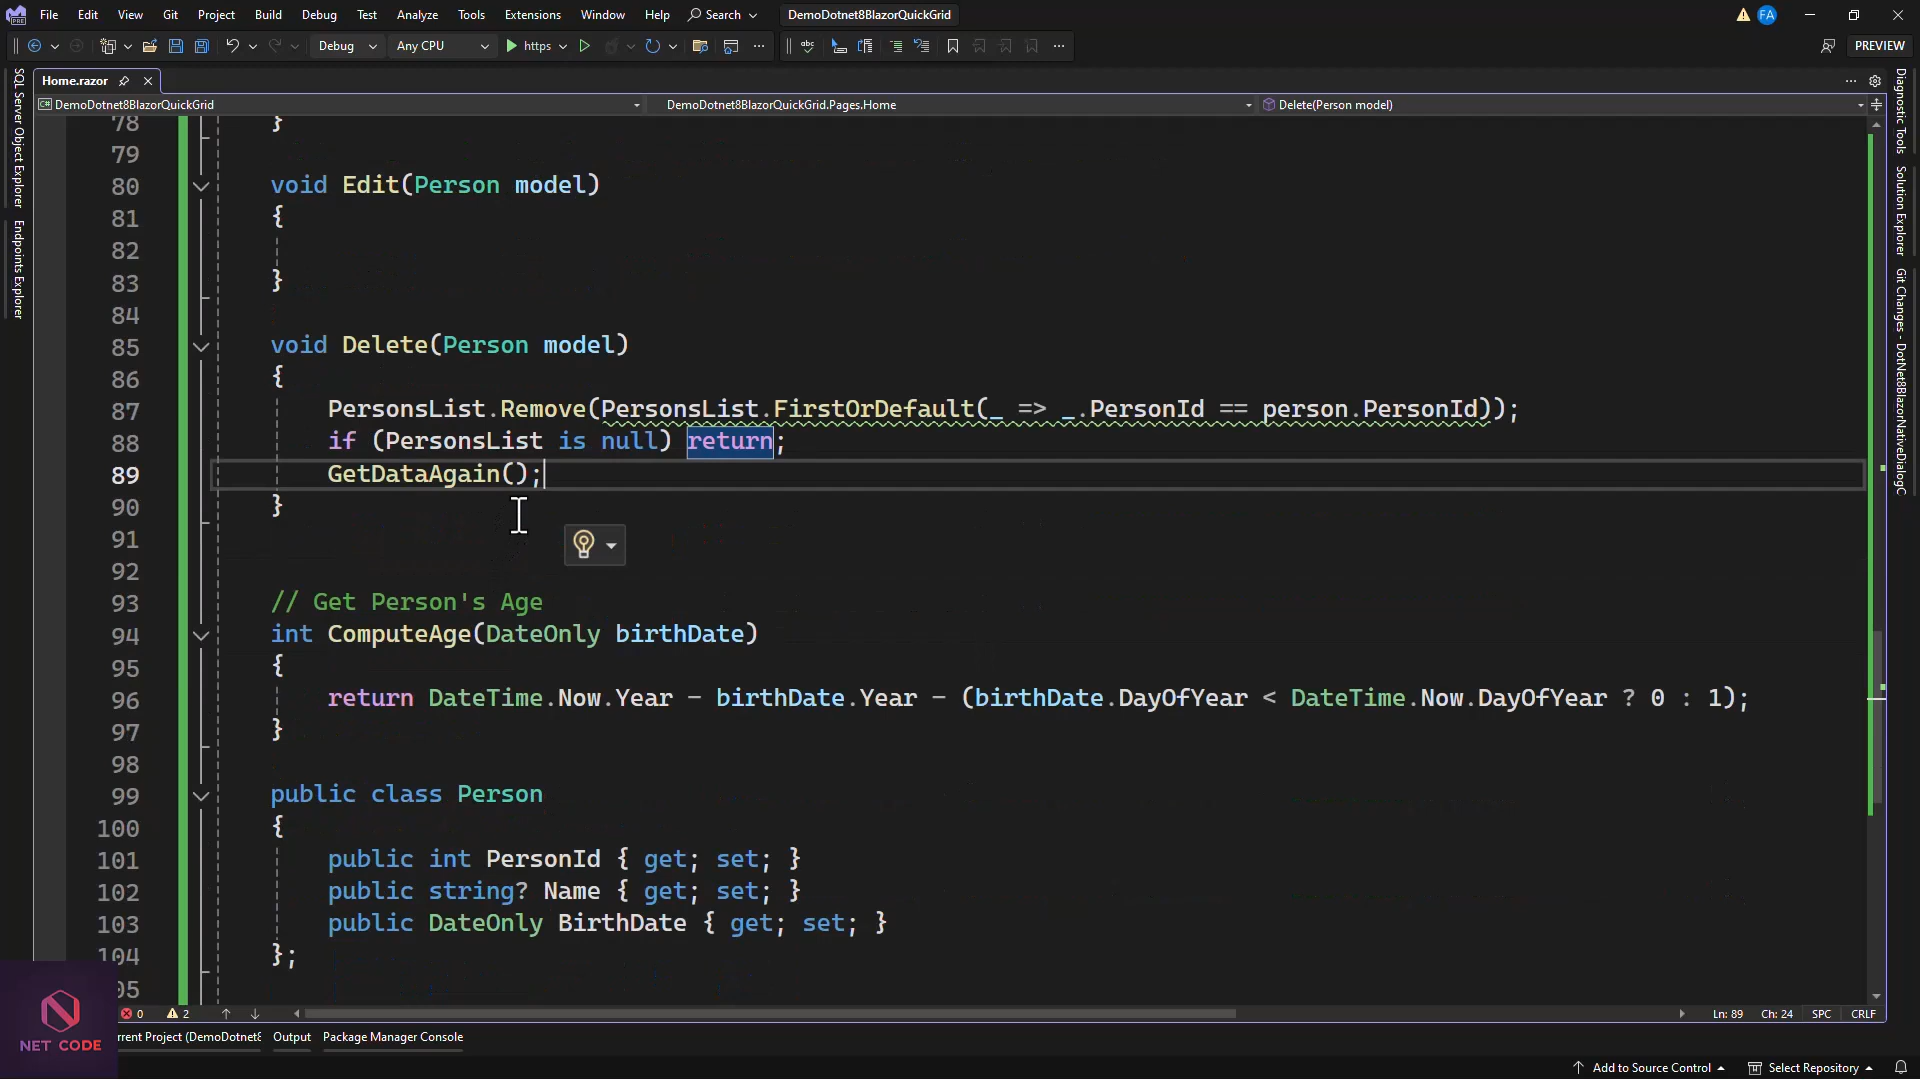 File Edit View Git Project Build Debug Test Analyze Tools Extensions Window Help Search DemoDotnet8BlazorQuickGrid FA
Debug Any CPU https PREVIEW
Home.razor
DemoDotnet8BlazorQuickGrid DemoDotnet8BlazorQuickGrid.Pages.Home Delete(Person model)
SQL Server Object Explorer
Endpoints Explorer
78 }
79
80 void Edit(Person model)
81 {
82
83 }
84
85 void Delete(Person model)
86 {
87 PersonsList.Remove(PersonsList.FirstOrDefault(_ => _.PersonId == person.PersonId));
88 if (PersonsList is null) return;
89 GetDataAgain();
90 }
91
92
93 // Get Person's Age
94 int ComputeAge(DateOnly birthDate)
95 {
96 return DateTime.Now.Year - birthDate.Year - (birthDate.DayOfYear < DateTime.Now.DayOfYear ? 0 : 1);
97 }
98
99 public class Person
100 {
101 public int PersonId { get; set; }
102 public string? Name { get; set; }
103 public DateOnly BirthDate { get; set; }
104 };
05
Diagnostic Tools
Solution Explorer
Git Changes - DotNet8BlazorNativeDialogC
0 2 Ln: 89 Ch: 24 SPC CRLF
rrent Project (DemoDotnet8 Output Package Manager Console
NET CODE
Add to Source Control Select Repository